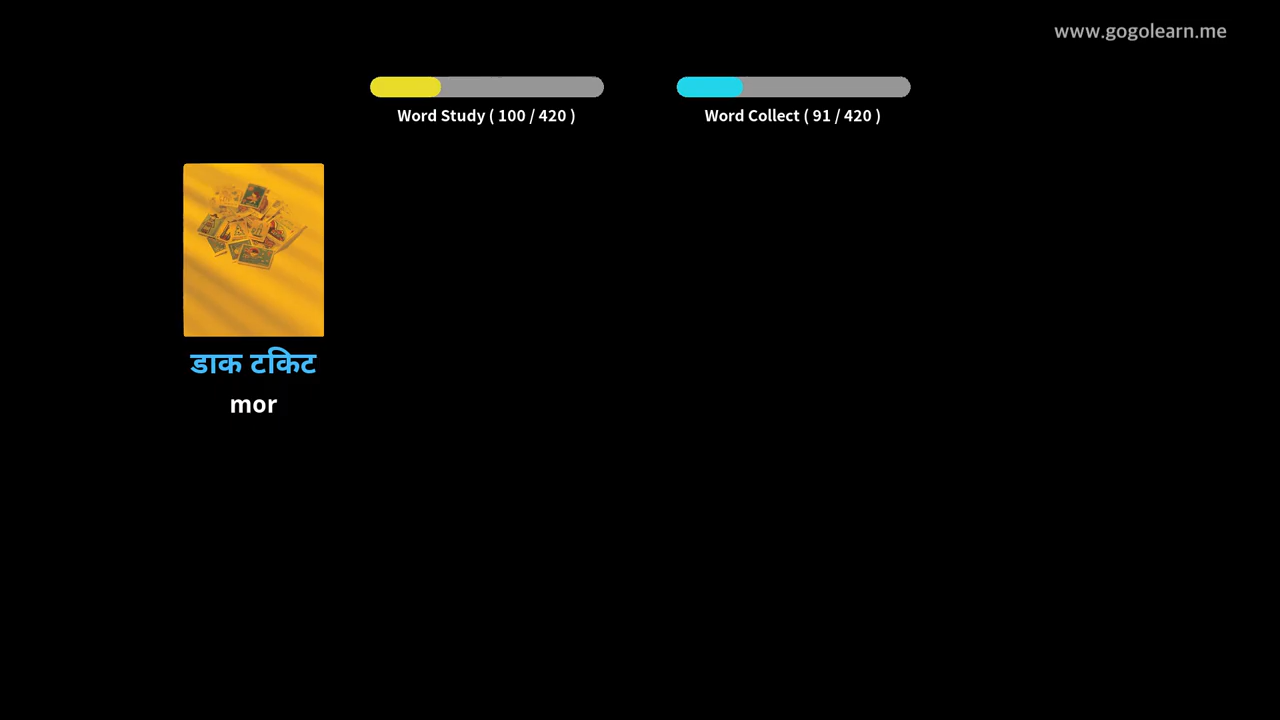 www.gogolearn.me
Word Study ( 100 / 420 )
Word Collect ( 91 / 420 )
डाक टकिट
mor